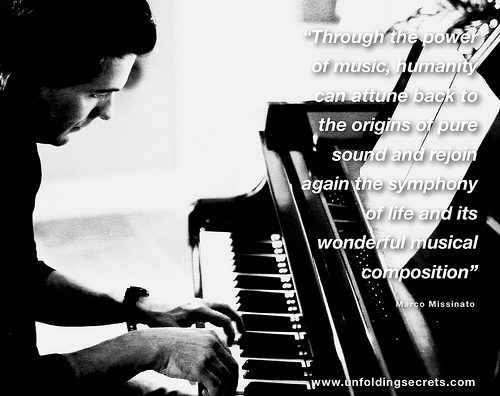 “Through the power
of music, humanity
can attune back to
the origins of pure
sound and rejoin
again the symphony
of life and its
wonderful musical
composition”
Marco Missinato
www.unfoldingsecrets.com